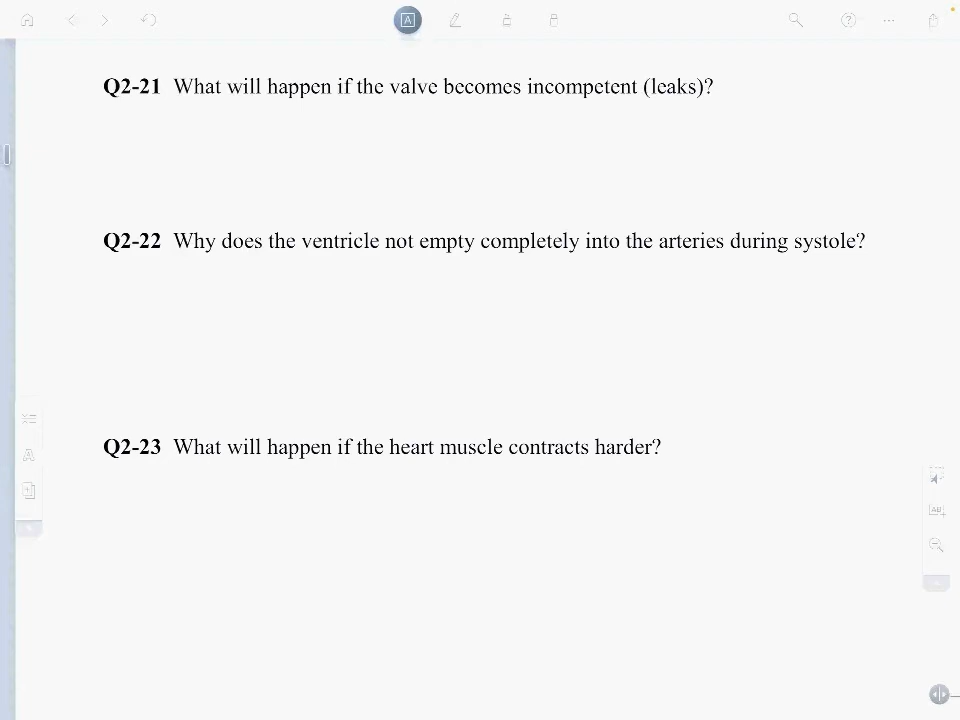 Q2-21 What will happen if the valve becomes incompetent (leaks)?
Q2-22 Why does the ventricle not empty completely into the arteries during systole?
Q2-23 What will happen if the heart muscle contracts harder?